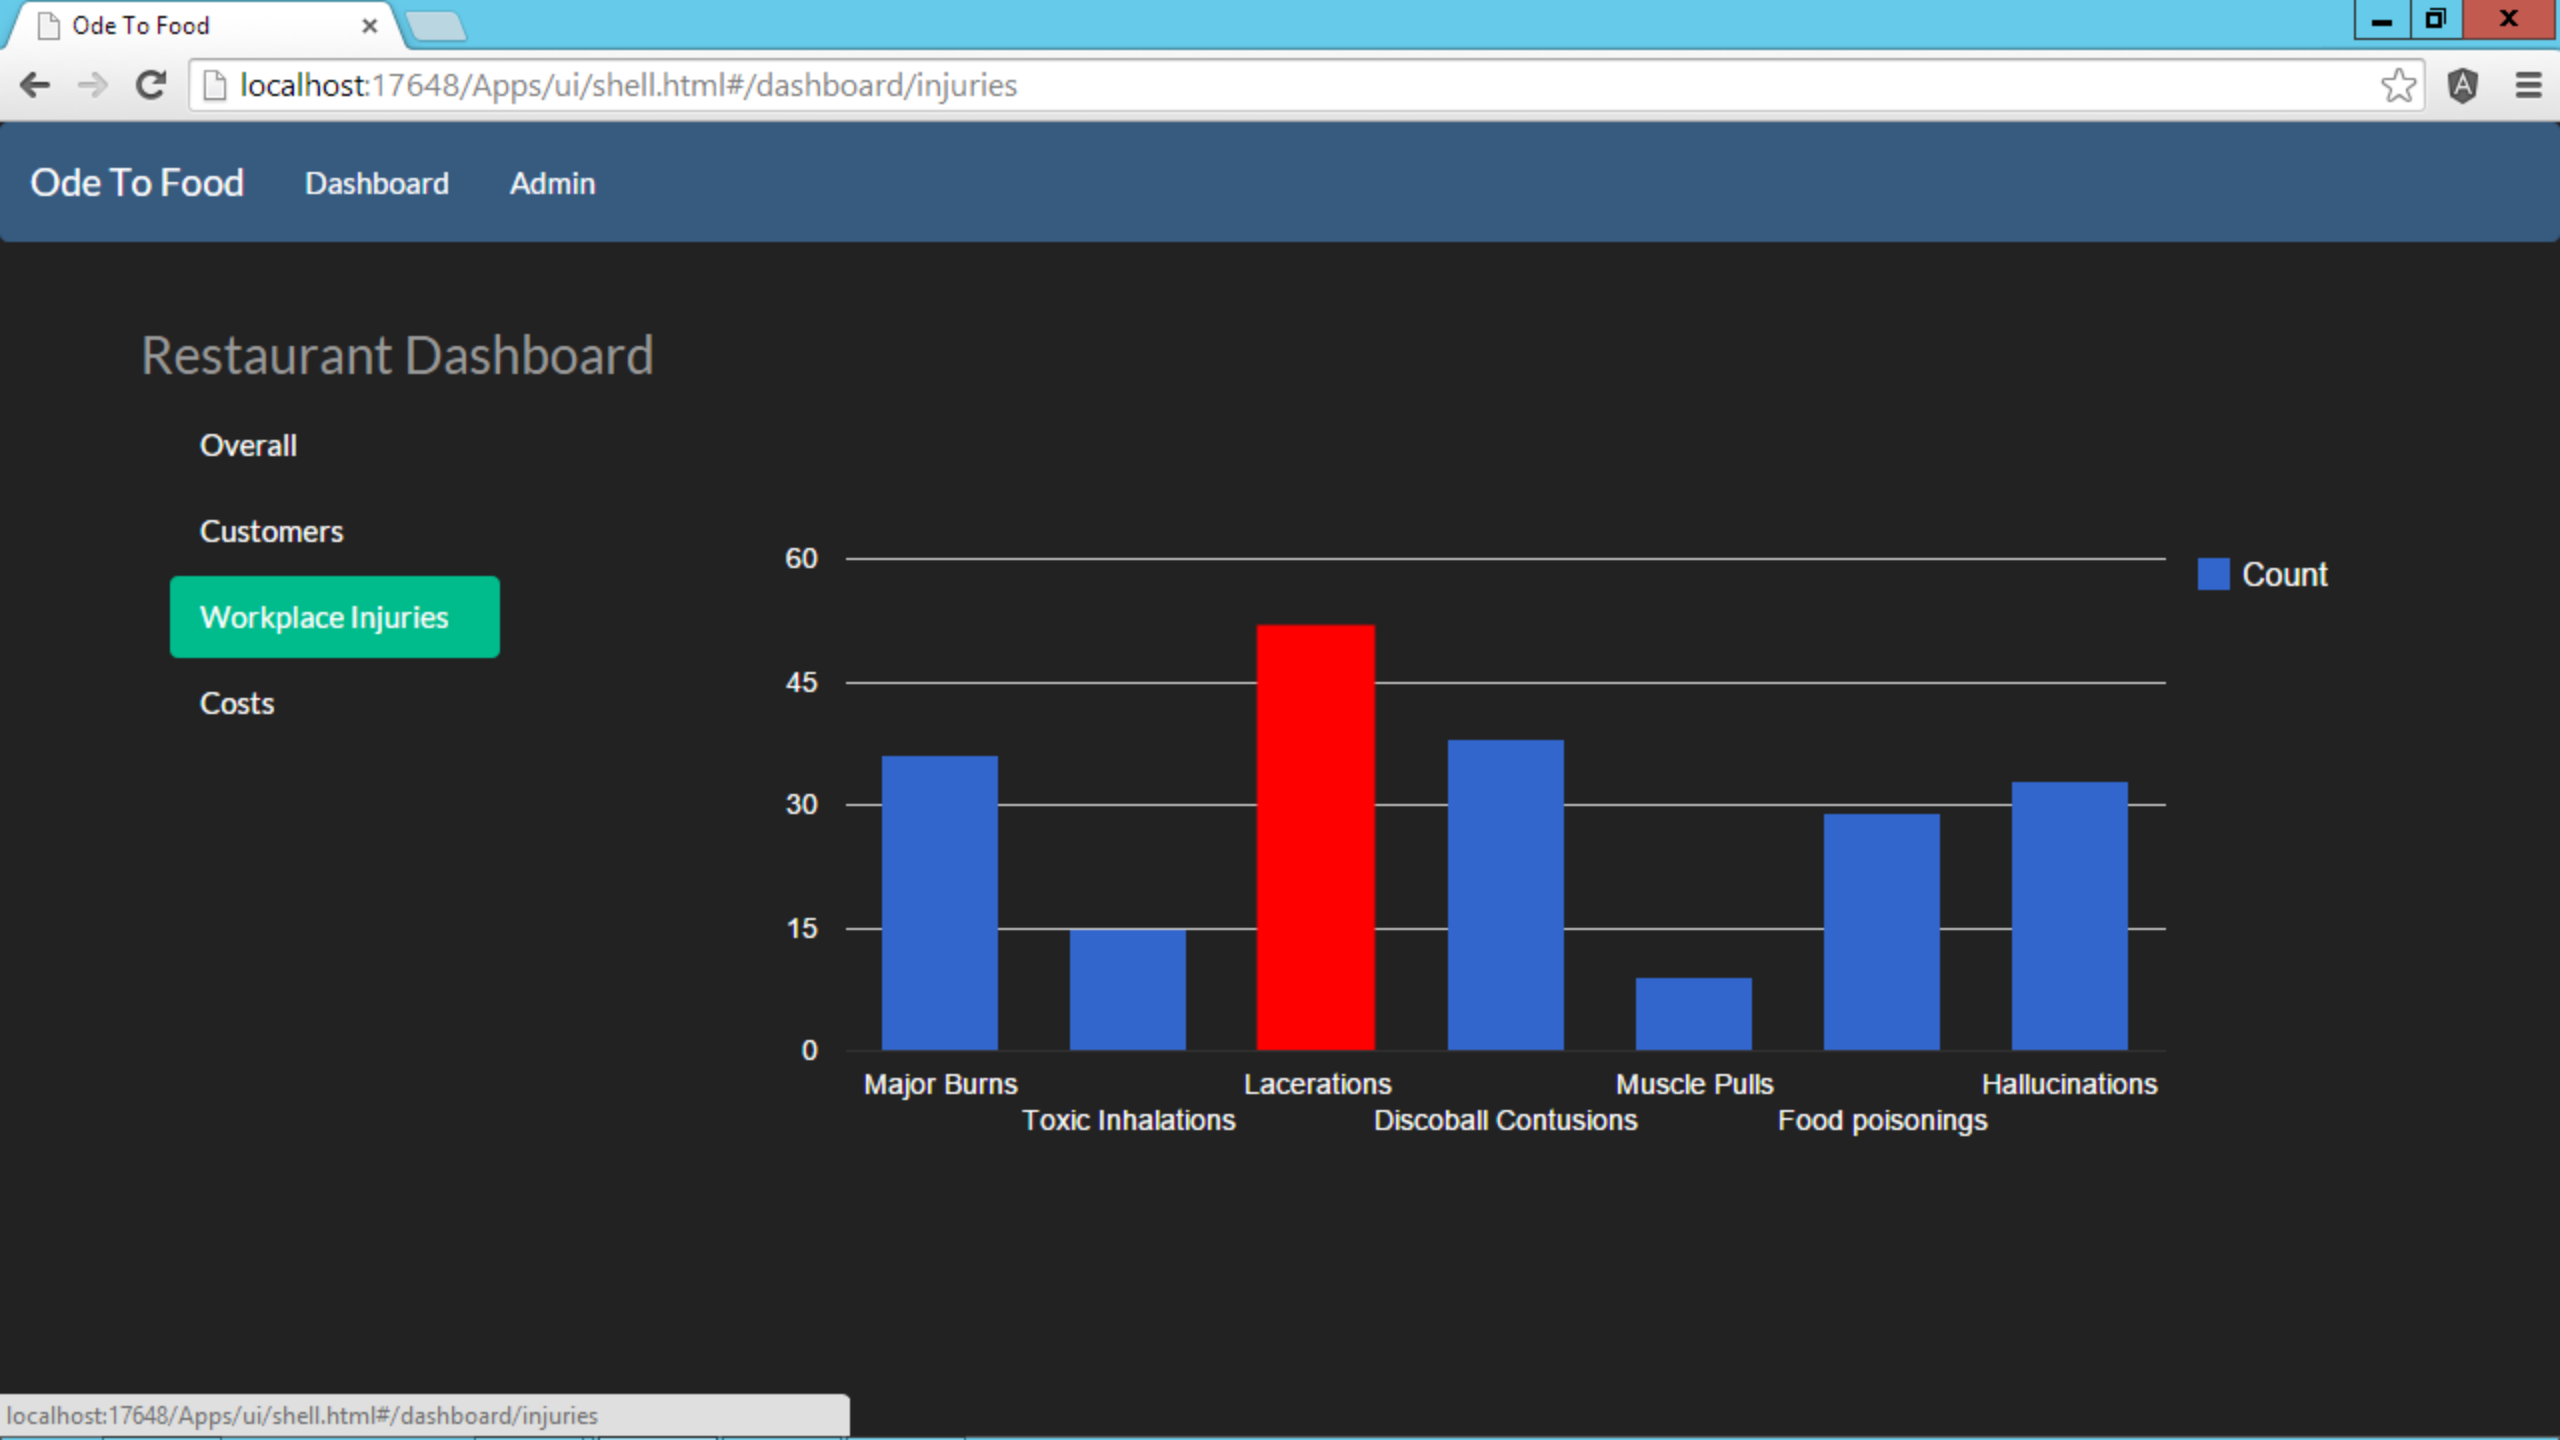 Ode To Food
localhost:17648/Apps/ui/shell.html#/dashboard/injuries
Ode To Food Dashboard Admin
Restaurant Dashboard
Overall
Customers
Workplace Injuries
Costs
60
45
30
15
0
Count
Major Burns Lacerations Muscle Pulls Hallucinations
Toxic Inhalations Discoball Contusions Food poisonings
localhost:17648/Apps/ui/shell.html#/dashboard/injuries